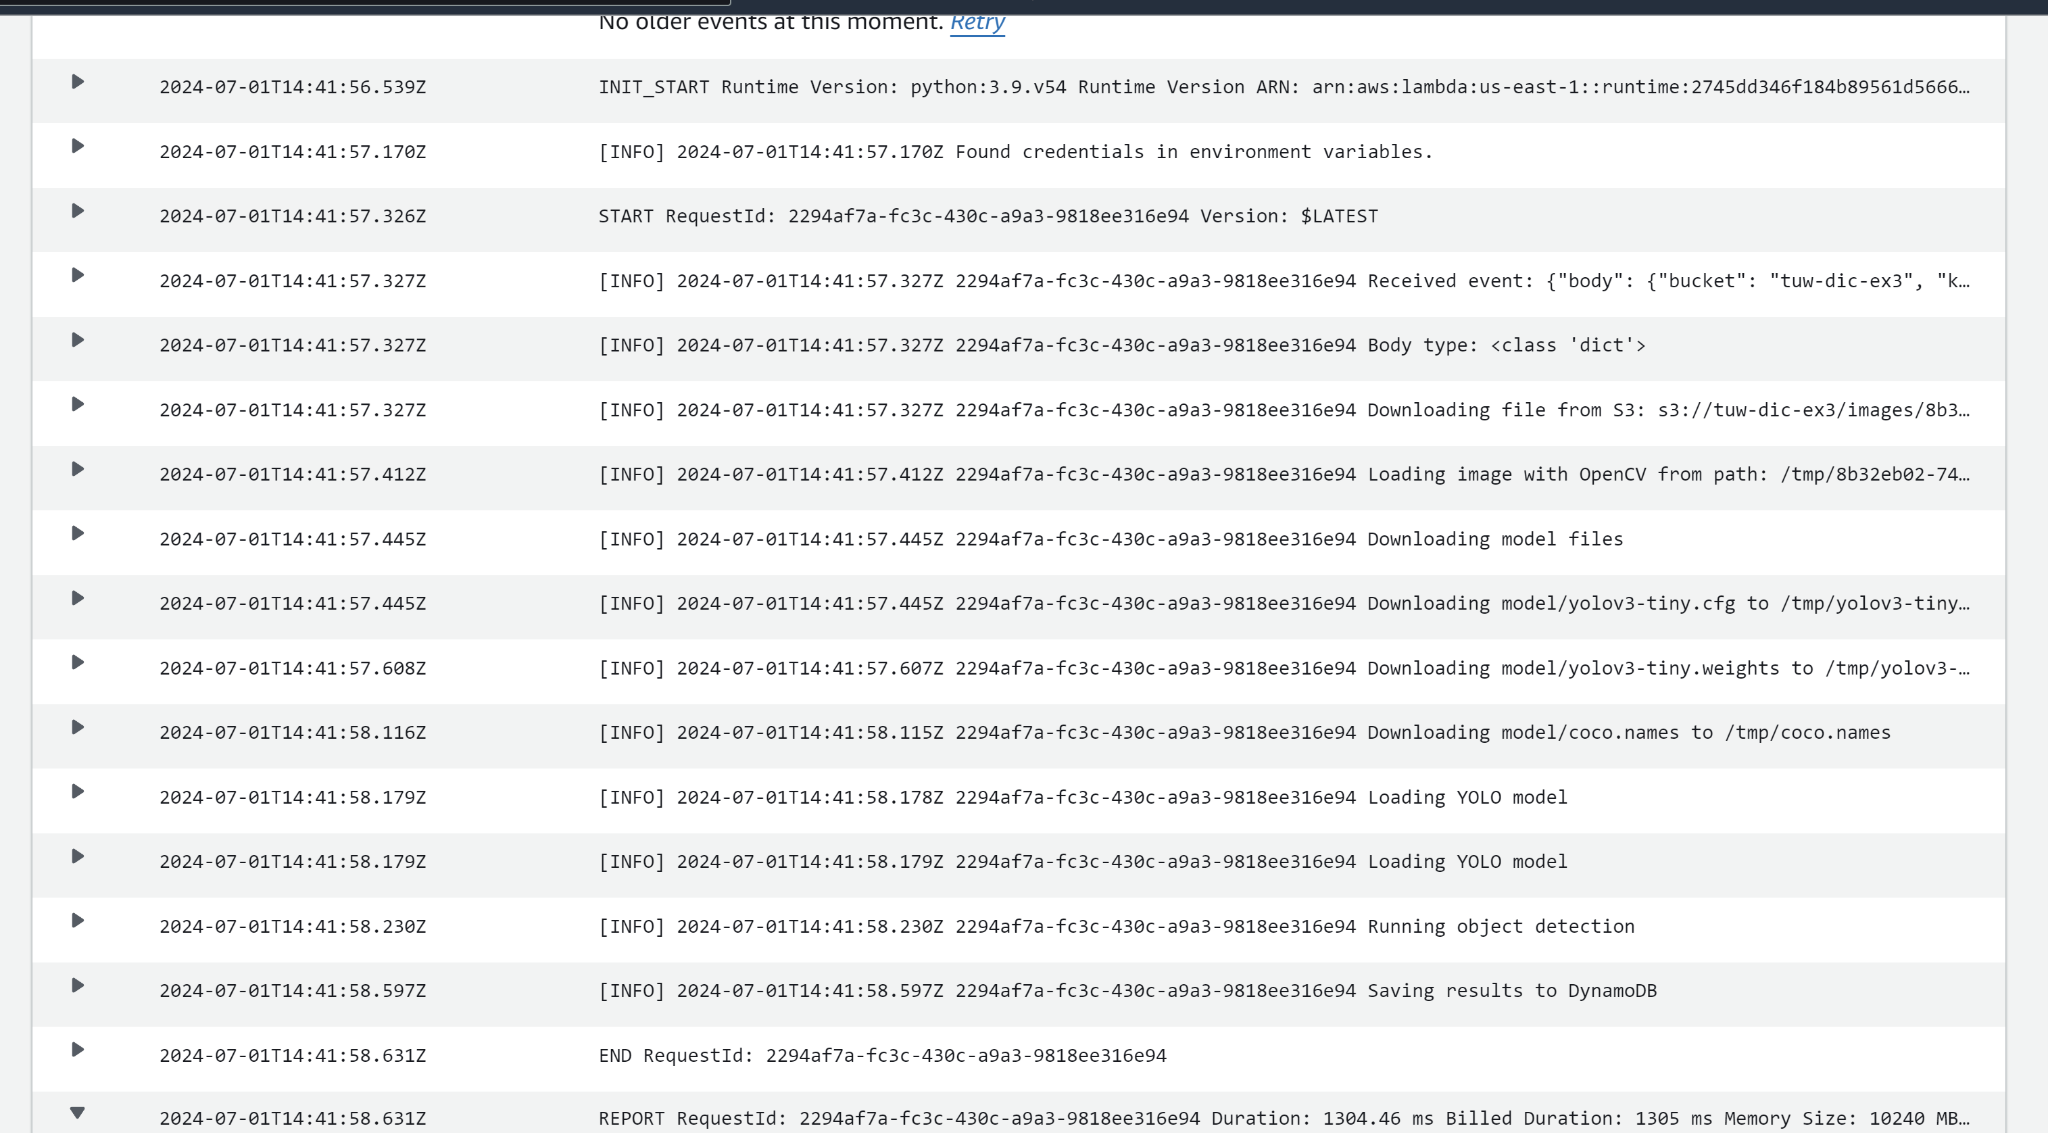 No older events at this moment. Retry
2024-07-01T14:41:56.539Z INIT_START Runtime Version: python:3.9.v54 Runtime Version ARN: arn:aws:lambda:us-east-1::runtime:2745dd346f184b89561d5666…
2024-07-01T14:41:57.170Z [INFO] 2024-07-01T14:41:57.170Z Found credentials in environment variables.
2024-07-01T14:41:57.326Z START RequestId: 2294af7a-fc3c-430c-a9a3-9818ee316e94 Version: $LATEST
2024-07-01T14:41:57.327Z [INFO] 2024-07-01T14:41:57.327Z 2294af7a-fc3c-430c-a9a3-9818ee316e94 Received event: {"body": {"bucket": "tuw-dic-ex3", "k…
2024-07-01T14:41:57.327Z [INFO] 2024-07-01T14:41:57.327Z 2294af7a-fc3c-430c-a9a3-9818ee316e94 Body type: <class 'dict'>
2024-07-01T14:41:57.327Z [INFO] 2024-07-01T14:41:57.327Z 2294af7a-fc3c-430c-a9a3-9818ee316e94 Downloading file from S3: s3://tuw-dic-ex3/images/8b3…
2024-07-01T14:41:57.412Z [INFO] 2024-07-01T14:41:57.412Z 2294af7a-fc3c-430c-a9a3-9818ee316e94 Loading image with OpenCV from path: /tmp/8b32eb02-74…
2024-07-01T14:41:57.445Z [INFO] 2024-07-01T14:41:57.445Z 2294af7a-fc3c-430c-a9a3-9818ee316e94 Downloading model files
2024-07-01T14:41:57.445Z [INFO] 2024-07-01T14:41:57.445Z 2294af7a-fc3c-430c-a9a3-9818ee316e94 Downloading model/yolov3-tiny.cfg to /tmp/yolov3-tiny…
2024-07-01T14:41:57.608Z [INFO] 2024-07-01T14:41:57.607Z 2294af7a-fc3c-430c-a9a3-9818ee316e94 Downloading model/yolov3-tiny.weights to /tmp/yolov3-…
2024-07-01T14:41:58.116Z [INFO] 2024-07-01T14:41:58.115Z 2294af7a-fc3c-430c-a9a3-9818ee316e94 Downloading model/coco.names to /tmp/coco.names
2024-07-01T14:41:58.179Z [INFO] 2024-07-01T14:41:58.178Z 2294af7a-fc3c-430c-a9a3-9818ee316e94 Loading YOLO model
2024-07-01T14:41:58.179Z [INFO] 2024-07-01T14:41:58.179Z 2294af7a-fc3c-430c-a9a3-9818ee316e94 Loading YOLO model
2024-07-01T14:41:58.230Z [INFO] 2024-07-01T14:41:58.230Z 2294af7a-fc3c-430c-a9a3-9818ee316e94 Running object detection
2024-07-01T14:41:58.597Z [INFO] 2024-07-01T14:41:58.597Z 2294af7a-fc3c-430c-a9a3-9818ee316e94 Saving results to DynamoDB
2024-07-01T14:41:58.631Z END RequestId: 2294af7a-fc3c-430c-a9a3-9818ee316e94
2024-07-01T14:41:58.631Z REPORT RequestId: 2294af7a-fc3c-430c-a9a3-9818ee316e94 Duration: 1304.46 ms Billed Duration: 1305 ms Memory Size: 10240 MB…